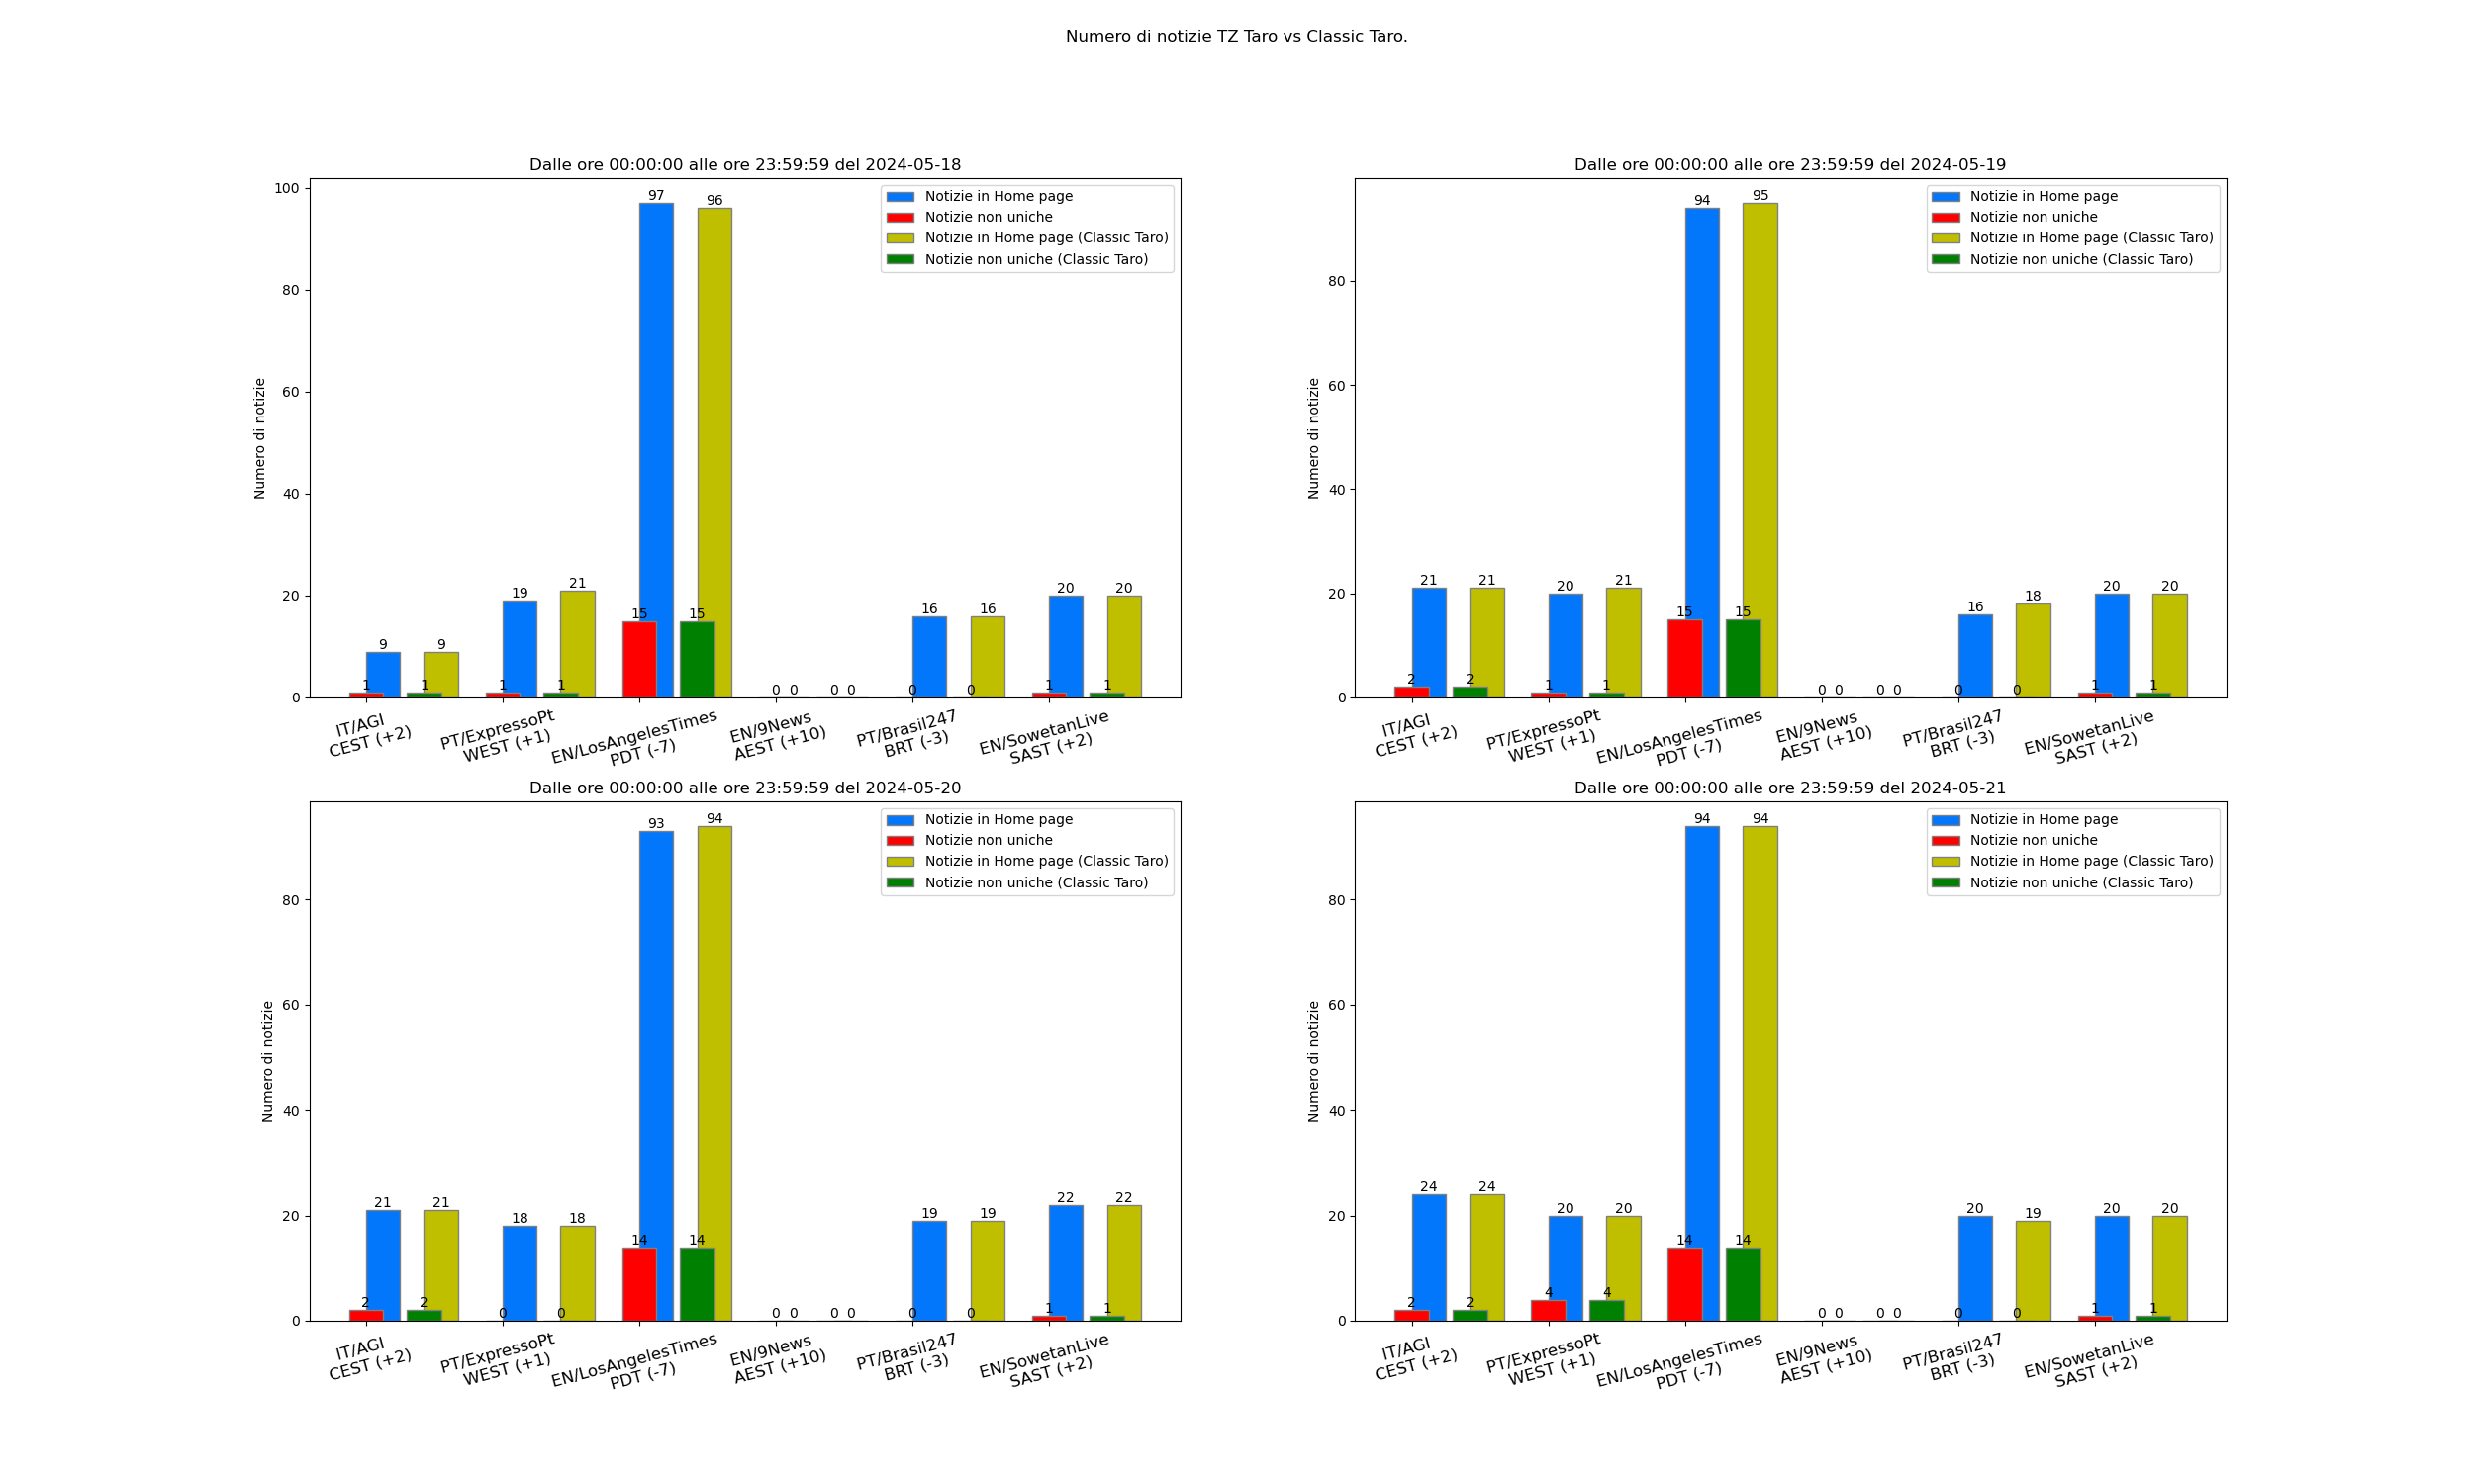 Numero di notizie TZ Taro vs Classic Taro.
Dalle ore 00:00:00 alle ore 23:59:59 del 2024-05-18
Numero di notizie
100
80
60
40
20
0
Notizie in Home page
Notizie non uniche
Notizie in Home page (Classic Taro)
Notizie non uniche (Classic Taro)
1 9 1 9
1 19 1 21
15 97 15 96
0 0 0 0
0 16 0 16
1 20 1 20
IT/AGI
CEST (+2)
PT/ExpressoPt
WEST (+1)
EN/LosAngelesTimes
PDT (-7)
EN/9News
AEST (+10)
PT/Brasil247
BRT (-3)
EN/SowetanLive
SAST (+2)
Dalle ore 00:00:00 alle ore 23:59:59 del 2024-05-19
Numero di notizie
80
60
40
20
0
Notizie in Home page
Notizie non uniche
Notizie in Home page (Classic Taro)
Notizie non uniche (Classic Taro)
2 21 2 21
1 20 1 21
15 94 15 95
0 0 0 0
0 16 0 18
1 20 1 20
IT/AGI
CEST (+2)
PT/ExpressoPt
WEST (+1)
EN/LosAngelesTimes
PDT (-7)
EN/9News
AEST (+10)
PT/Brasil247
BRT (-3)
EN/SowetanLive
SAST (+2)
Dalle ore 00:00:00 alle ore 23:59:59 del 2024-05-20
Numero di notizie
80
60
40
20
0
Notizie in Home page
Notizie non uniche
Notizie in Home page (Classic Taro)
Notizie non uniche (Classic Taro)
2 21 2 21
0 18 0 18
14 93 14 94
0 0 0 0
0 19 0 19
1 22 1 22
IT/AGI
CEST (+2)
PT/ExpressoPt
WEST (+1)
EN/LosAngelesTimes
PDT (-7)
EN/9News
AEST (+10)
PT/Brasil247
BRT (-3)
EN/SowetanLive
SAST (+2)
Dalle ore 00:00:00 alle ore 23:59:59 del 2024-05-21
Numero di notizie
80
60
40
20
0
Notizie in Home page
Notizie non uniche
Notizie in Home page (Classic Taro)
Notizie non uniche (Classic Taro)
2 24 2 24
4 20 4 20
14 94 14 94
0 0 0 0
0 20 0 19
1 20 1 20
IT/AGI
CEST (+2)
PT/ExpressoPt
WEST (+1)
EN/LosAngelesTimes
PDT (-7)
EN/9News
AEST (+10)
PT/Brasil247
BRT (-3)
EN/SowetanLive
SAST (+2)